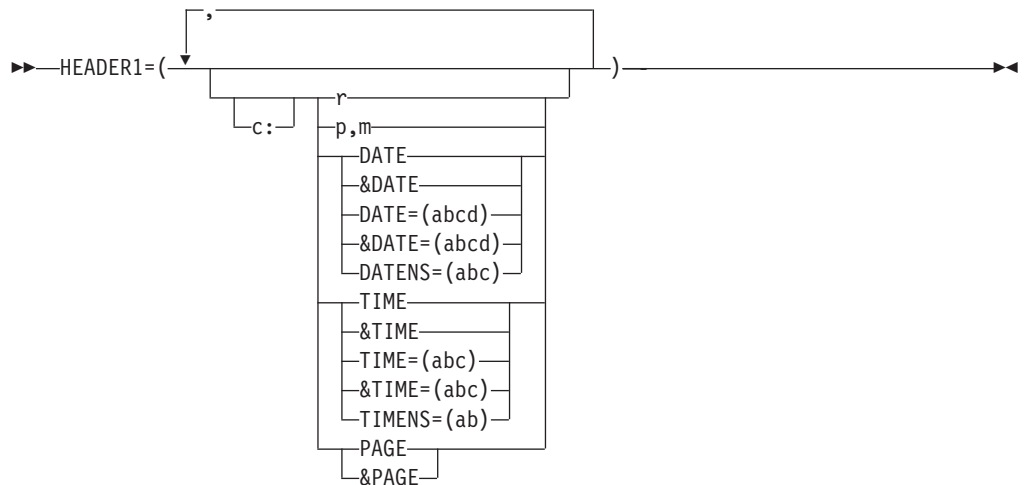 ,
HEADER1=( )
r
c:
p,m
DATE
&DATE
DATE=(abcd)
&DATE=(abcd)
DATENS=(abc)
TIME
&TIME
TIME=(abc)
&TIME=(abc)
TIMENS=(ab)
PAGE
&PAGE